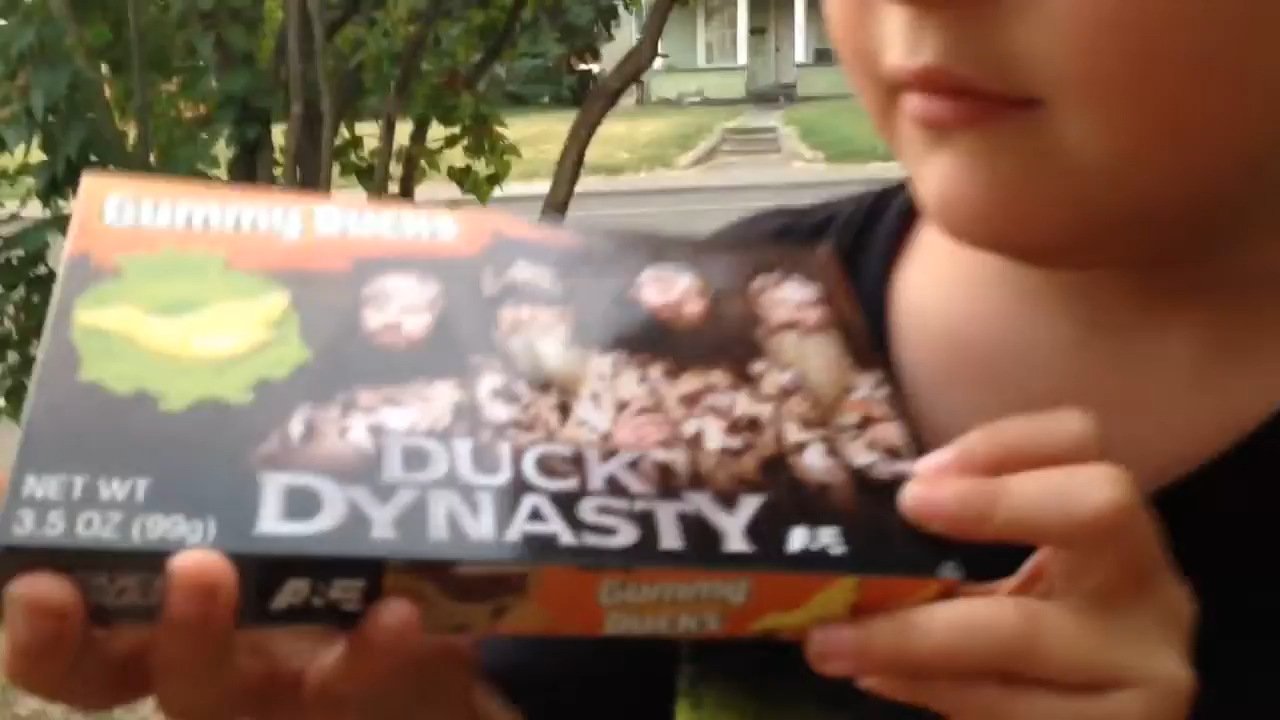 Gummy Ducks
DUCK
DYNASTY
NET WT
3.5 OZ (99g)
A&E
A&E
Gummy
Ducks